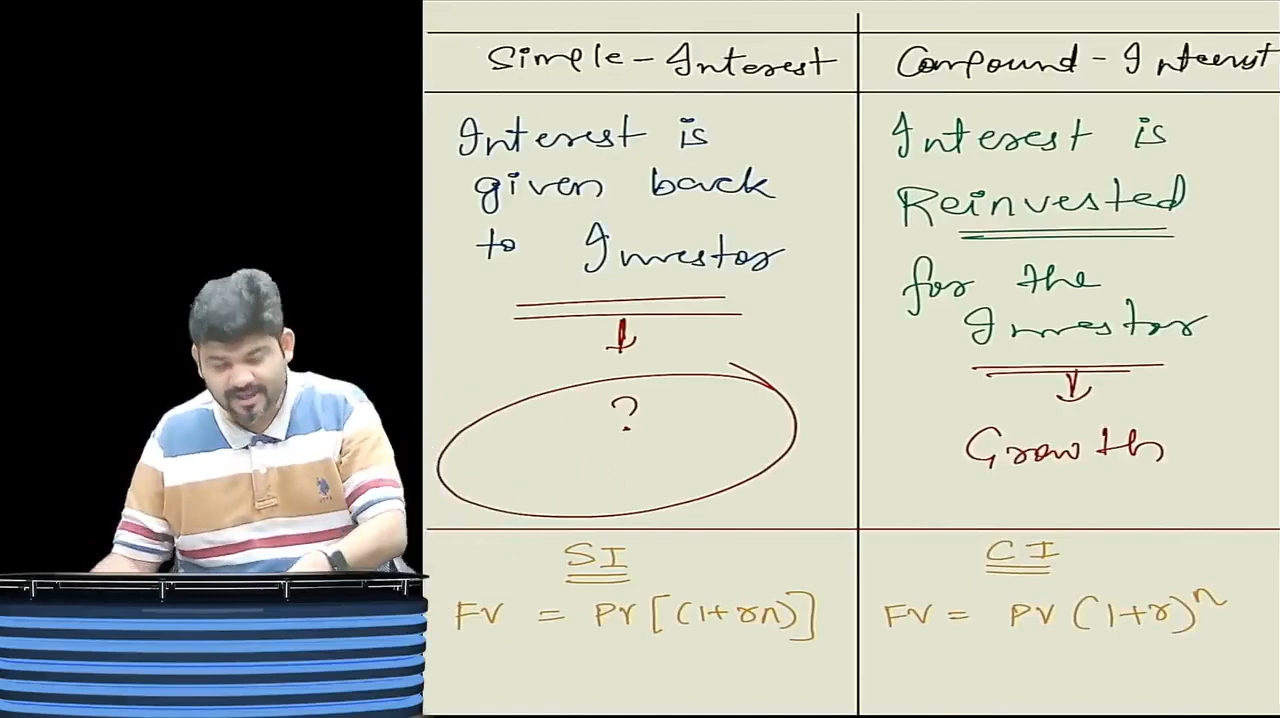 Simple-Interest
Interest is
given back
to Investor
?
SI
FV = PV[(1+rn)]
Compound-Interest
Interest is
Reinvested
for the
Investor
Growth
CI
FV = PV(1+r)^n